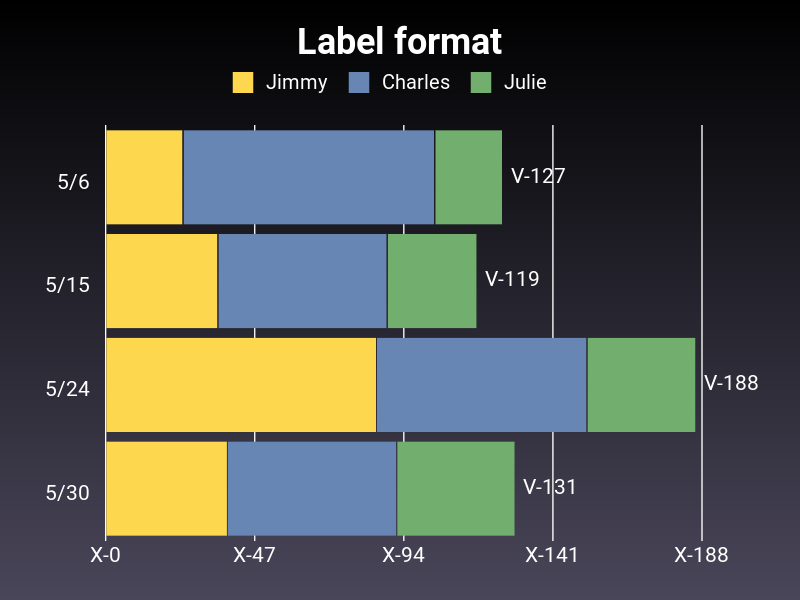 Label format
Jimmy Charles Julie
5/6 V-127
5/15 V-119
5/24 V-188
5/30 V-131
X-0 X-47 X-94 X-141 X-188